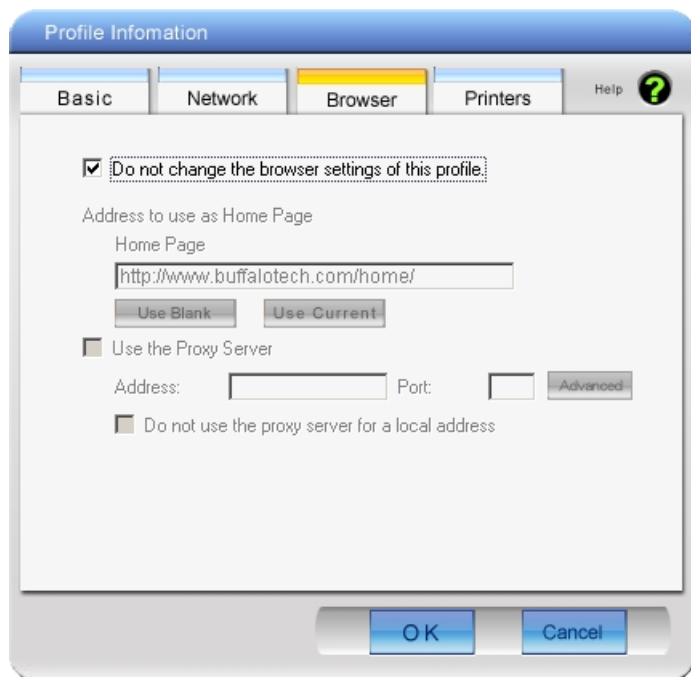 Profile Infomation
Basic Network Browser Printers Help ?
Do not change the browser settings of this profile.
Address to use as Home Page
Home Page
http://www.buffalotech.com/home/
Use Blank Use Current
Use the Proxy Server
Address: Port: Advanced
Do not use the proxy server for a local address
OK Cancel